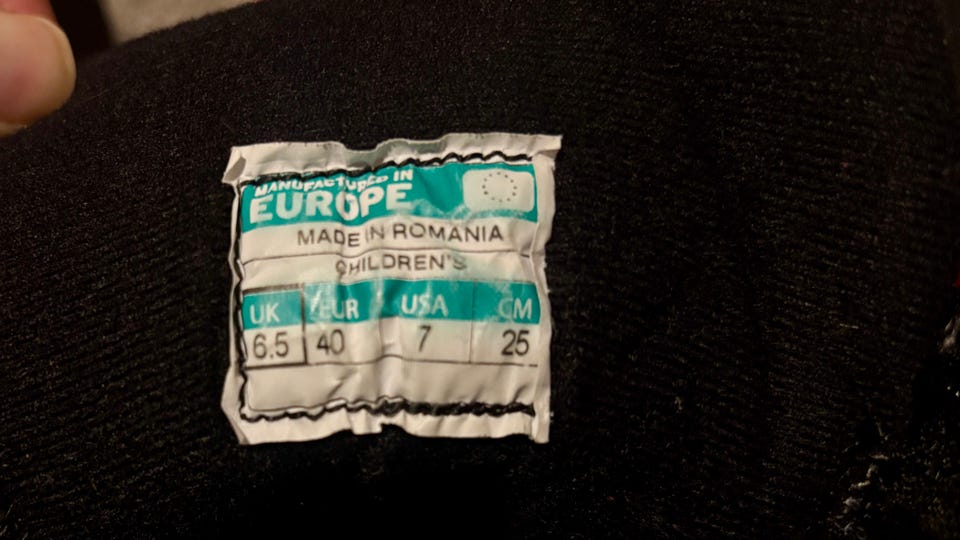 MANUFACTURED IN
EUROPE
MADE IN ROMANIA
CHILDREN'S
UK EUR USA CM
6.5 40 7 25